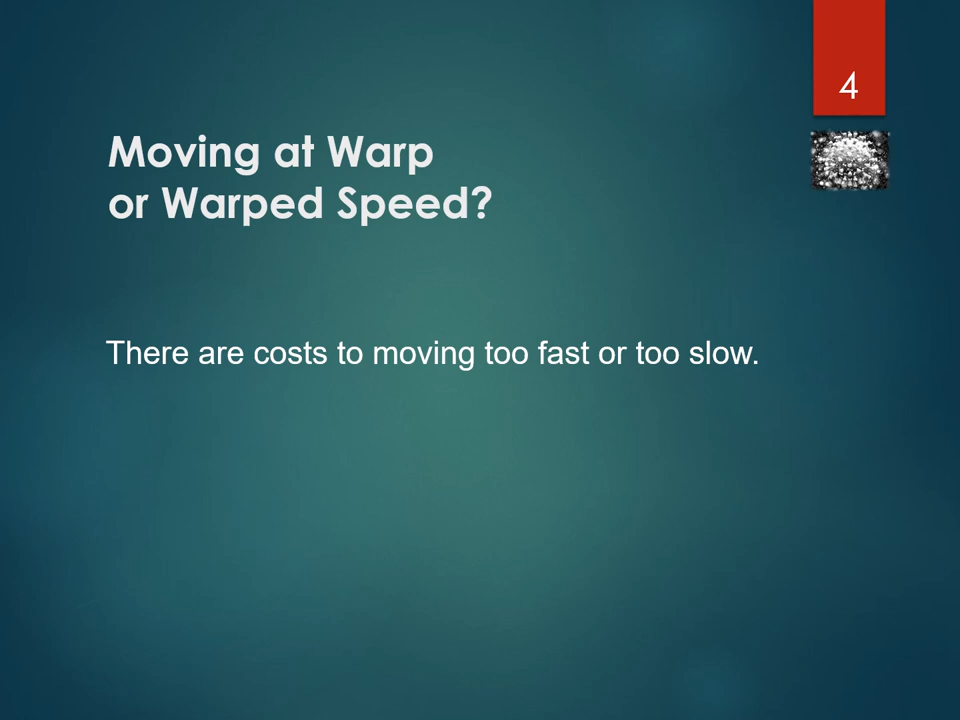 4
Moving at Warp
or Warped Speed?
There are costs to moving too fast or too slow.